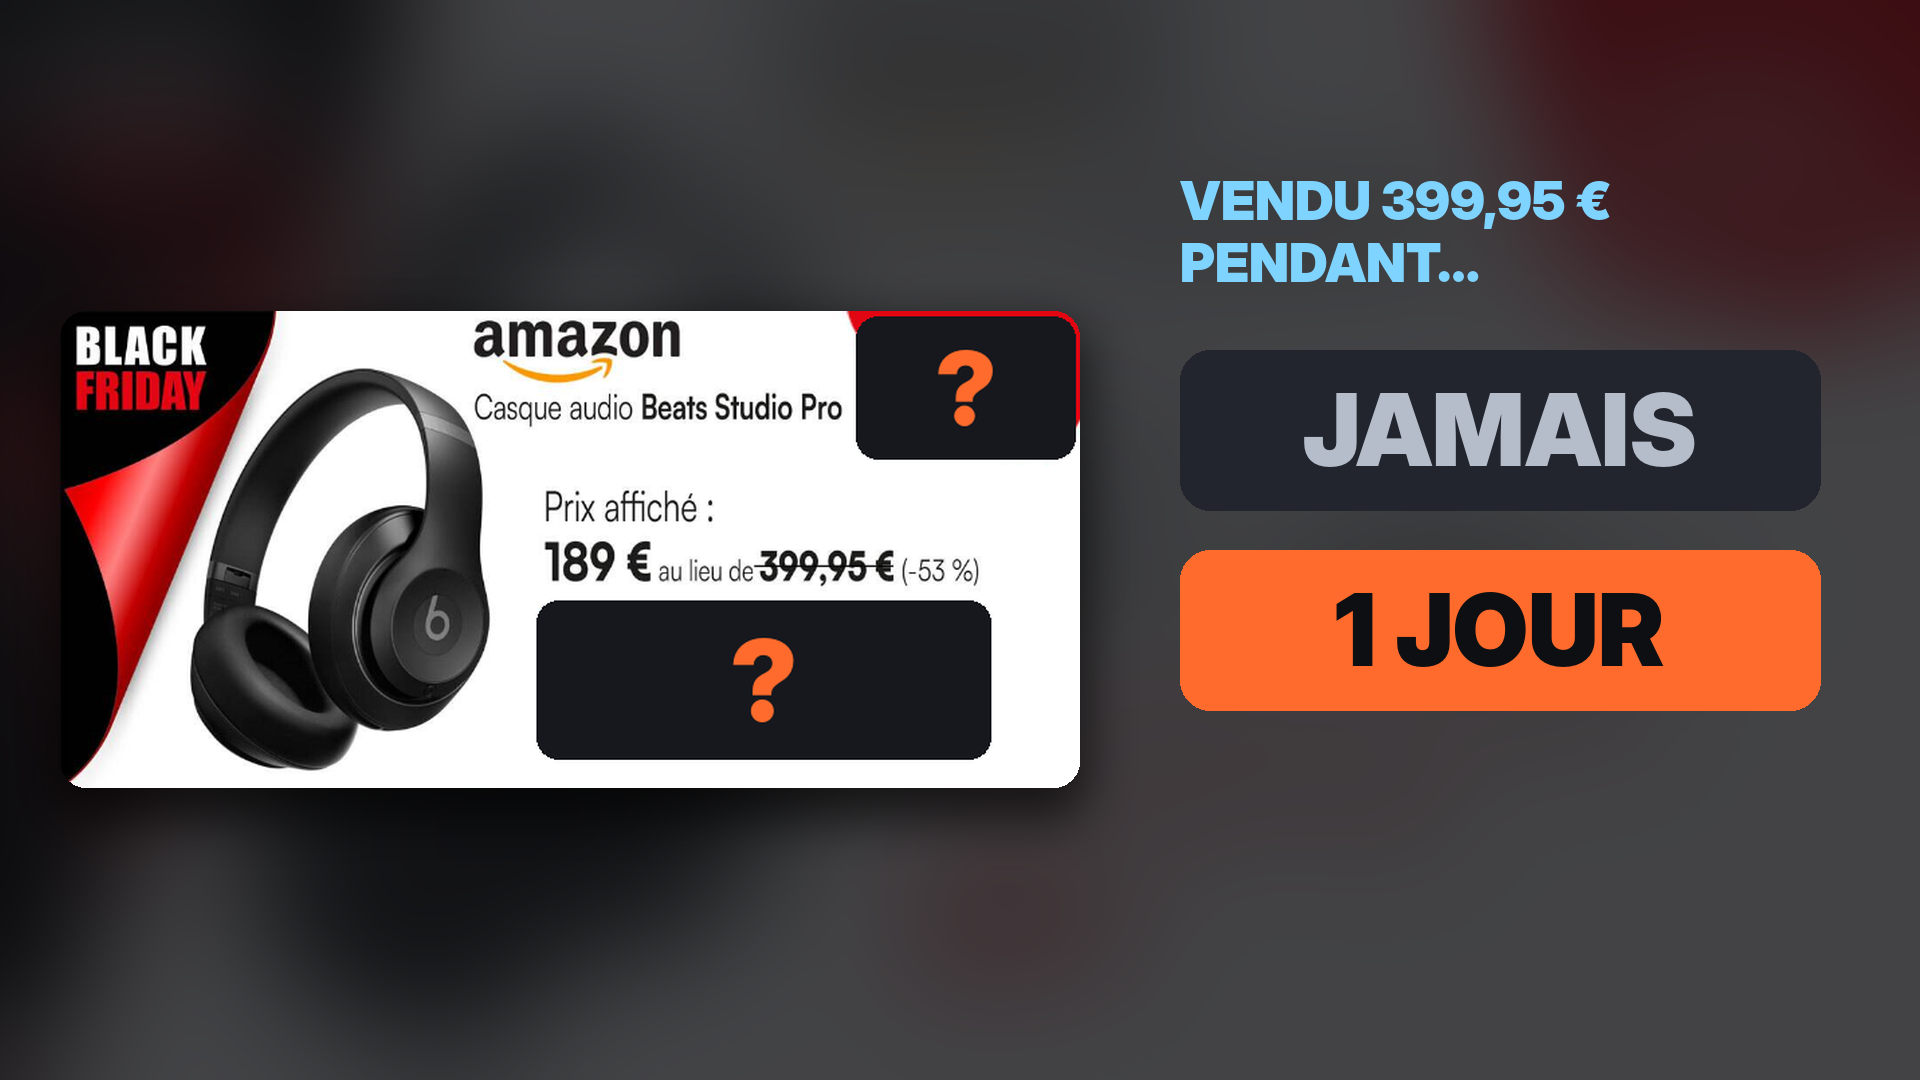 BLACK
FRIDAY
amazon
Casque audio Beats Studio Pro
?
Prix affiché :
189 € au lieu de 399,95 € (-53 %)
?
b
VENDU 399,95 €
PENDANT...
JAMAIS
1 JOUR